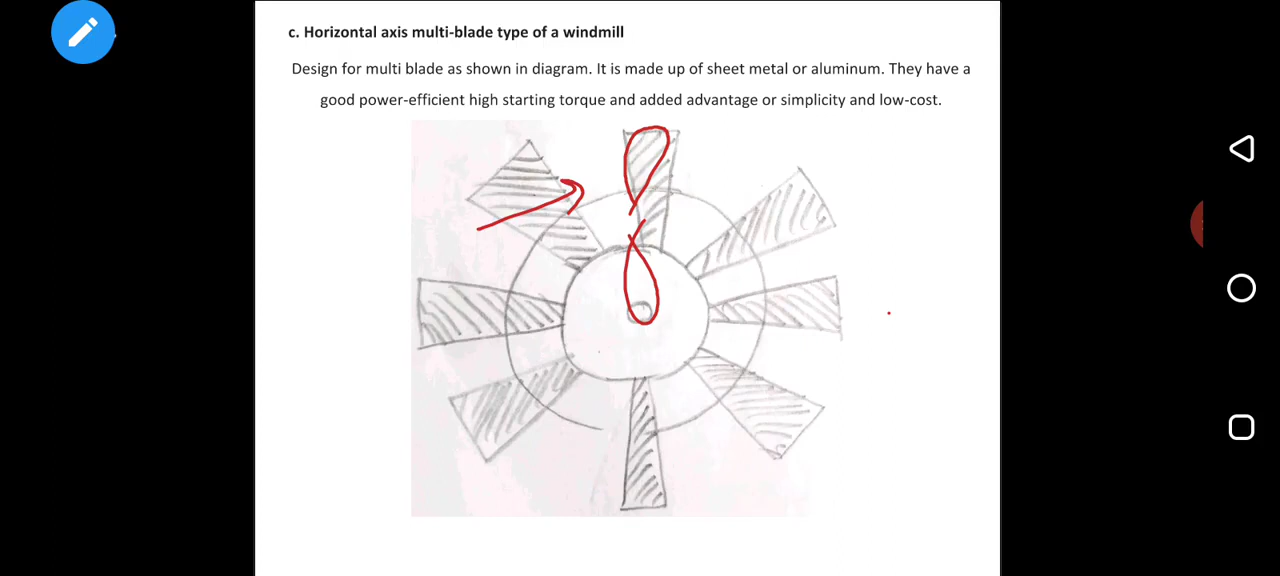 c. Horizontal axis multi-blade type of a windmill
Design for multi blade as shown in diagram. It is made up of sheet metal or aluminum. They have a
good power-efficient high starting torque and added advantage or simplicity and low-cost.